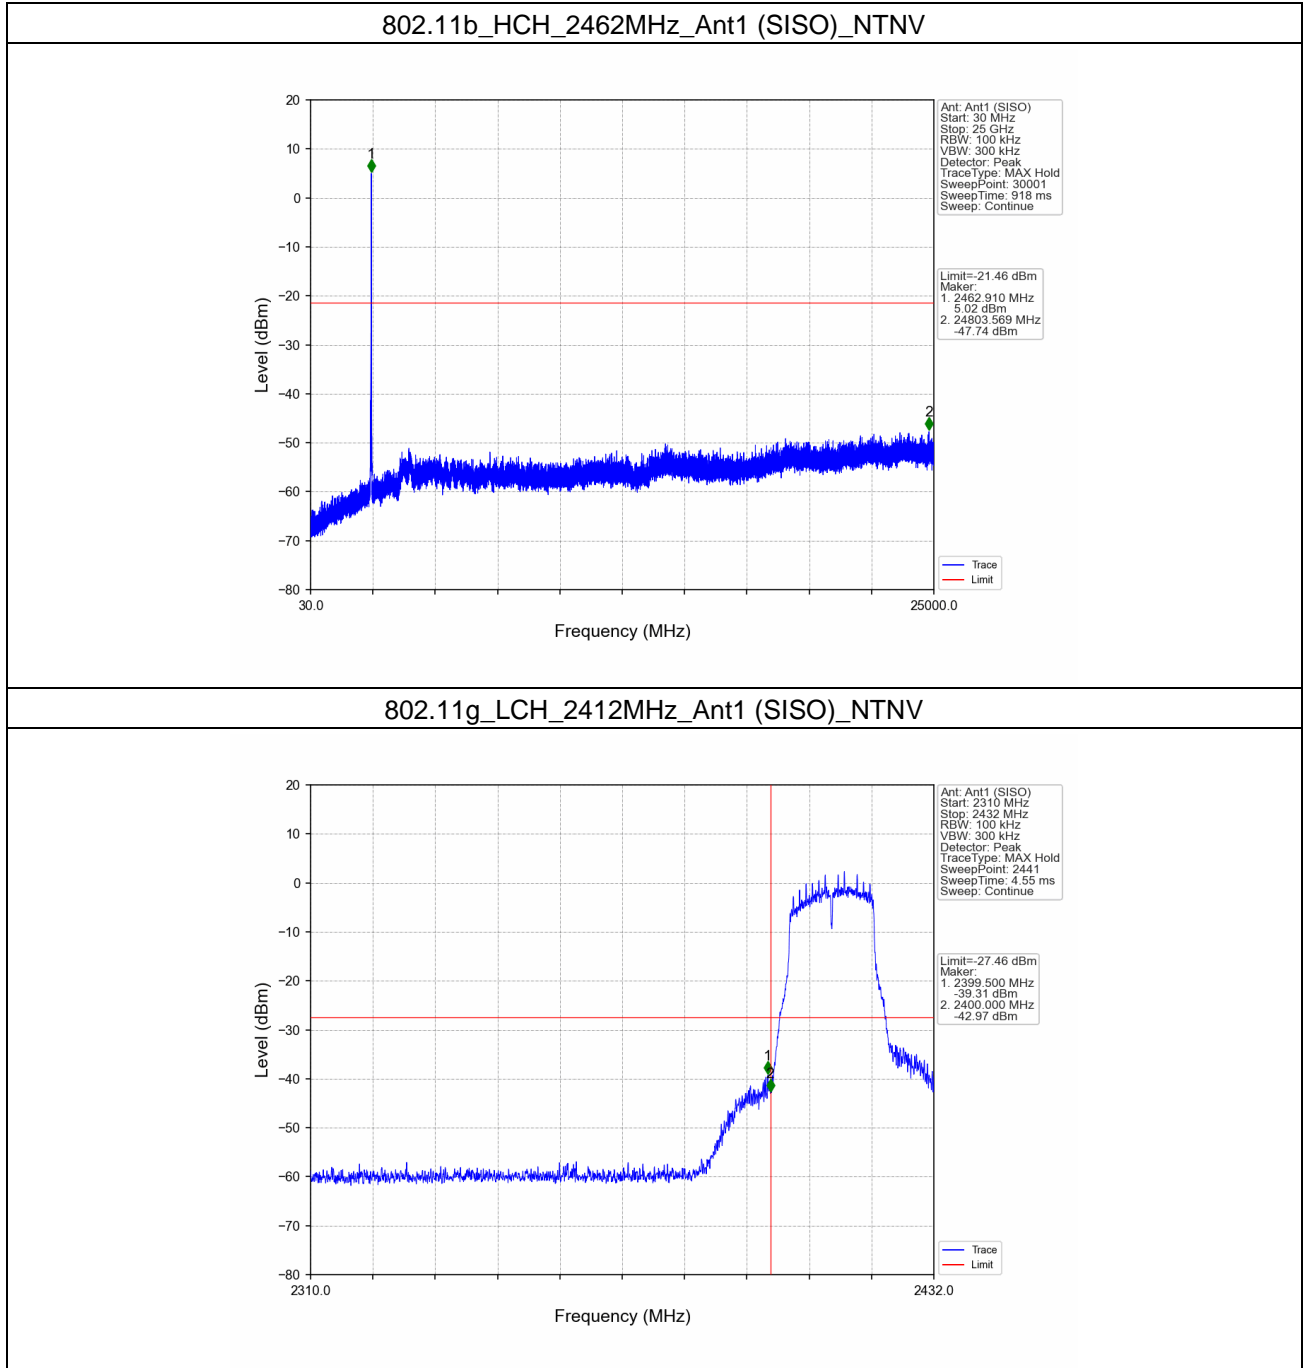 802.11b_HCH_2462MHz_Ant1 (SISO)_NTNV
20
10
0
−10
−20
−30
−40
−50
−60
−70
−80
Level (dBm)
1
2
30.0
25000.0
Frequency (MHz)
Ant: Ant1 (SISO)
Start: 30 MHz
Stop: 25 GHz
RBW: 100 kHz
VBW: 300 kHz
Detector: Peak
TraceType: MAX Hold
SweepPoint: 30001
SweepTime: 918 ms
Sweep: Continue
Limit=-21.46 dBm
Maker:
1. 2462.910 MHz
5.02 dBm
2. 24803.569 MHz
-47.74 dBm
Trace
Limit
802.11g_LCH_2412MHz_Ant1 (SISO)_NTNV
20
10
0
−10
−20
−30
−40
−50
−60
−70
−80
Level (dBm)
1
2
2310.0
2432.0
Frequency (MHz)
Ant: Ant1 (SISO)
Start: 2310 MHz
Stop: 2432 MHz
RBW: 100 kHz
VBW: 300 kHz
Detector: Peak
TraceType: MAX Hold
SweepPoint: 2441
SweepTime: 4.55 ms
Sweep: Continue
Limit=-27.46 dBm
Maker:
1. 2399.500 MHz
-39.31 dBm
2. 2400.000 MHz
-42.97 dBm
Trace
Limit